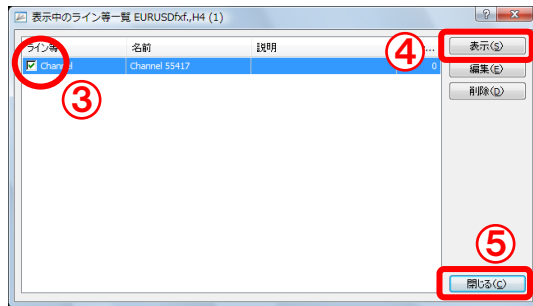 表示中のライン等一覧 EURUSDfxf.,H4 (1)
ライン等 名前 説明 ...
Channel Channel 55417 0
③
④
表示(S)
編集(E)
削除(D)
⑤
閉じる(C)